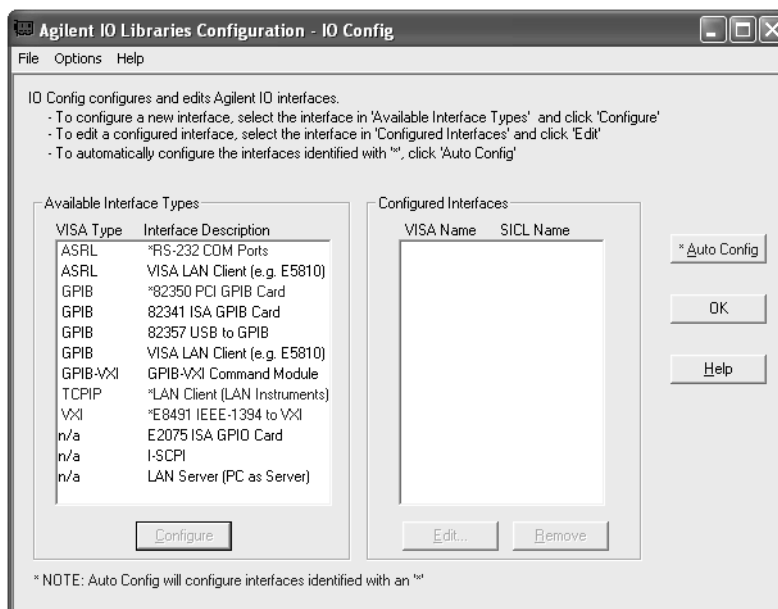 Agilent IO Libraries Configuration - IO Config
File Options Help
IO Config configures and edits Agilent IO interfaces.
- To configure a new interface, select the interface in 'Available Interface Types' and click 'Configure'
- To edit a configured interface, select the interface in 'Configured Interfaces' and click 'Edit'
- To automatically configure the interfaces identified with '*', click 'Auto Config'
Available Interface Types
VISA Type Interface Description
ASRL *RS-232 COM Ports
ASRL VISA LAN Client (e.g. E5810)
GPIB *82350 PCI GPIB Card
GPIB 82341 ISA GPIB Card
GPIB 82357 USB to GPIB
GPIB VISA LAN Client (e.g. E5810)
GPIB-VXI GPIB-VXI Command Module
TCPIP *LAN Client (LAN Instruments)
VXI *E8491 IEEE-1394 to VXI
n/a E2075 ISA GPIO Card
n/a I-SCPI
n/a LAN Server (PC as Server)
Configure
Configured Interfaces
VISA Name SICL Name
Edit... Remove
* Auto Config
OK
Help
* NOTE: Auto Config will configure interfaces identified with an '*'